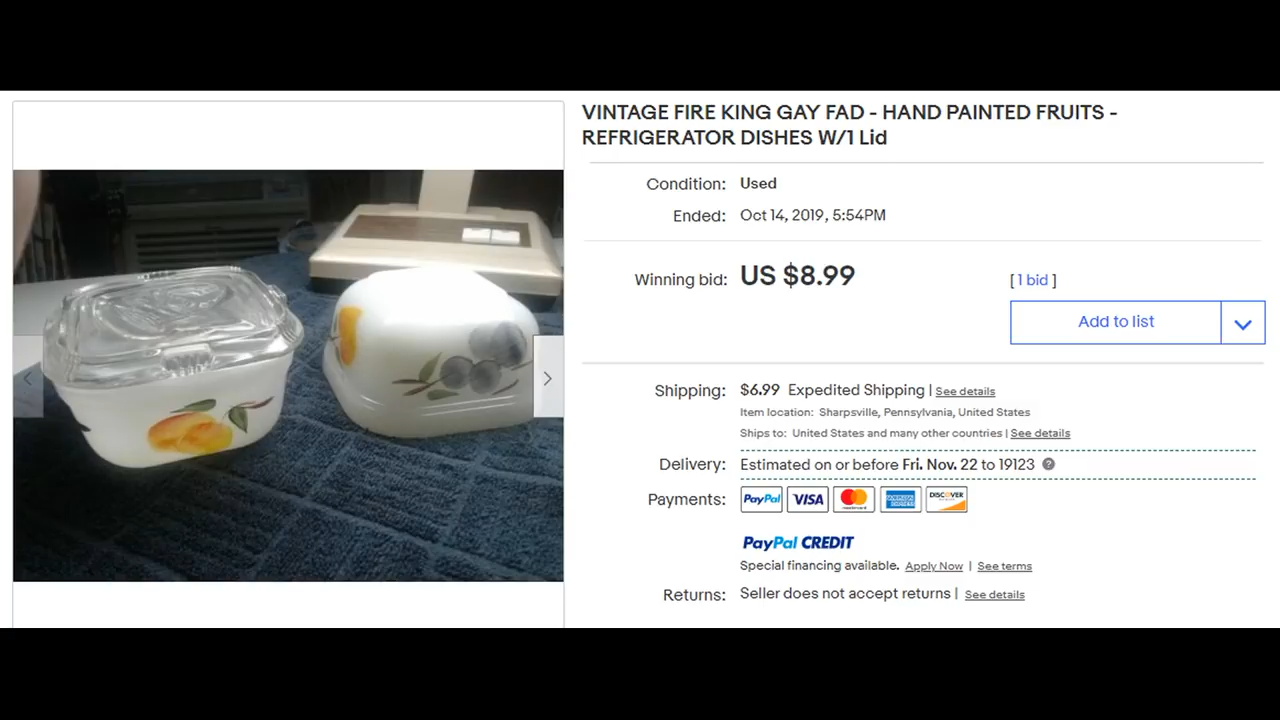 VINTAGE FIRE KING GAY FAD - HAND PAINTED FRUITS -
REFRIGERATOR DISHES W/1 Lid
Condition: Used
Ended: Oct 14, 2019, 5:54PM
Winning bid: US $8.99 [ 1 bid ]
Add to list
Shipping: $6.99 Expedited Shipping | See details
Item location: Sharpsville, Pennsylvania, United States
Ships to: United States and many other countries | See details
Delivery: Estimated on or before Fri. Nov. 22 to 19123 ?
Payments: PayPal VISA mastercard AMERICAN EXPRESS DISCOVER
PayPal CREDIT
Special financing available. Apply Now | See terms
Returns: Seller does not accept returns | See details